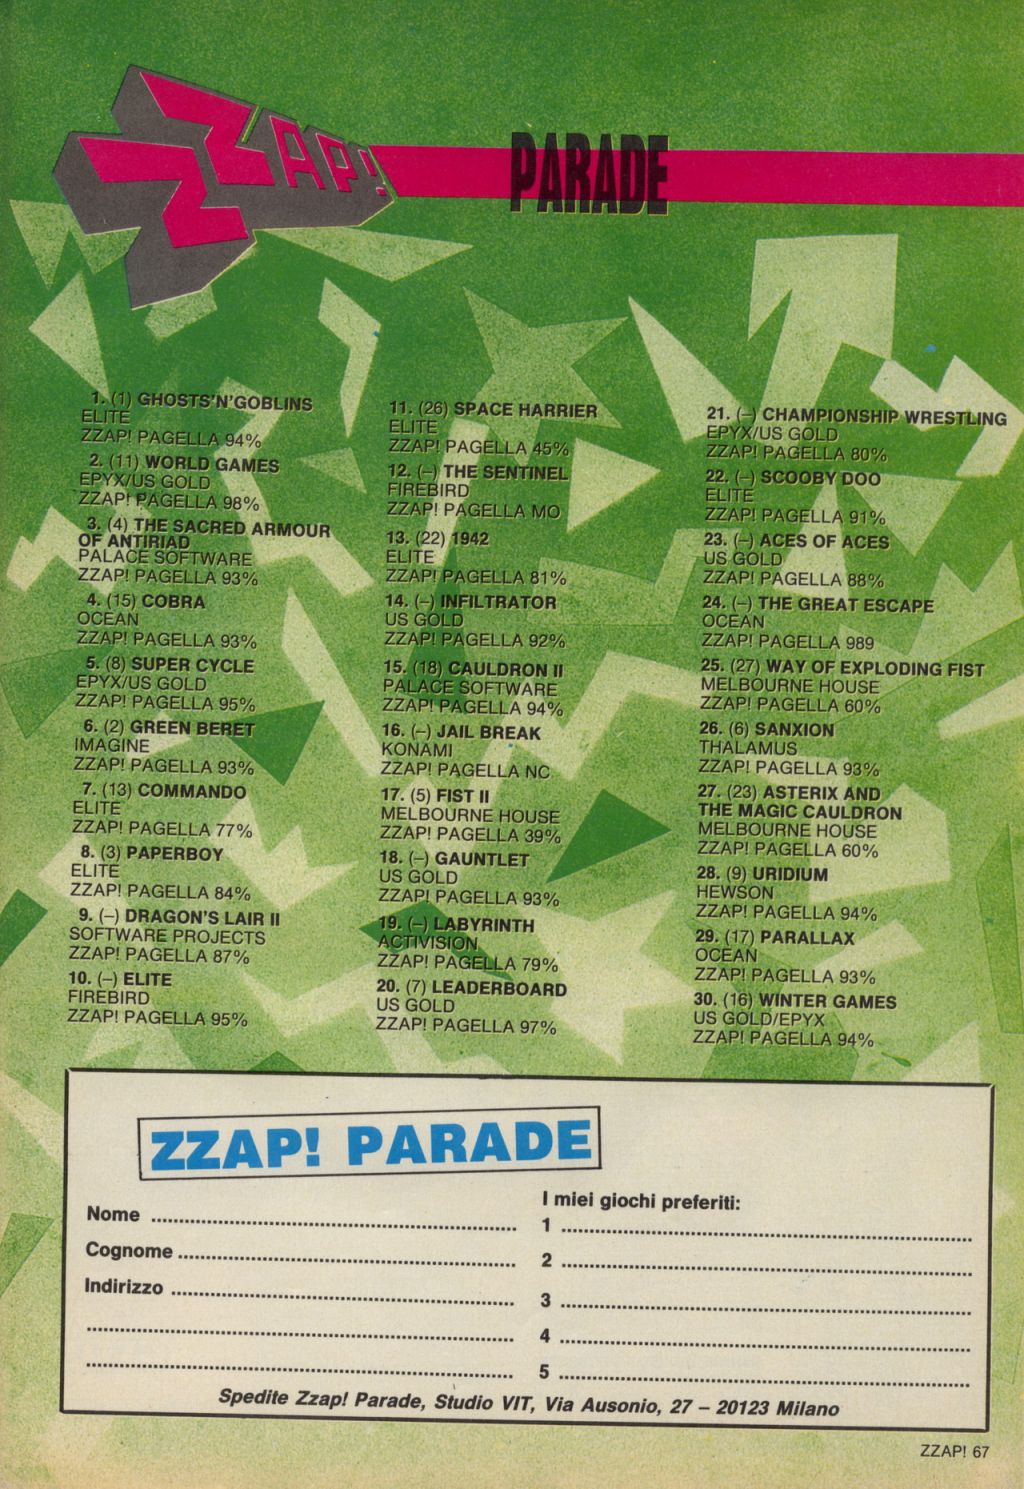 ZZAP!
PARADE
1. (1) GHOSTS'N'GOBLINS
ELITE
ZZAP! PAGELLA 94%
2. (11) WORLD GAMES
EPYX/US GOLD
ZZAP! PAGELLA 98%
3. (4) THE SACRED ARMOUR
OF ANTIRIAD
PALACE SOFTWARE
ZZAP! PAGELLA 93%
4. (15) COBRA
OCEAN
ZZAP! PAGELLA 93%
5. (8) SUPER CYCLE
EPYX/US GOLD
ZZAP! PAGELLA 95%
6. (2) GREEN BERET
IMAGINE
ZZAP! PAGELLA 93%
7. (13) COMMANDO
ELITE
ZZAP! PAGELLA 77%
8. (3) PAPERBOY
ELITE
ZZAP! PAGELLA 84%
9. (–) DRAGON'S LAIR II
SOFTWARE PROJECTS
ZZAP! PAGELLA 87%
10. (–) ELITE
FIREBIRD
ZZAP! PAGELLA 95%
11. (26) SPACE HARRIER
ELITE
ZZAP! PAGELLA 45%
12. (–) THE SENTINEL
FIREBIRD
ZZAP! PAGELLA MO
13. (22) 1942
ELITE
ZZAP! PAGELLA 81%
14. (–) INFILTRATOR
US GOLD
ZZAP! PAGELLA 92%
15. (18) CAULDRON II
PALACE SOFTWARE
ZZAP! PAGELLA 94%
16. (–) JAIL BREAK
KONAMI
ZZAP! PAGELLA NC
17. (5) FIST II
MELBOURNE HOUSE
ZZAP! PAGELLA 39%
18. (–) GAUNTLET
US GOLD
ZZAP! PAGELLA 93%
19. (–) LABYRINTH
ACTIVISION
ZZAP! PAGELLA 79%
20. (7) LEADERBOARD
US GOLD
ZZAP! PAGELLA 97%
21. (–) CHAMPIONSHIP WRESTLING
EPYX/US GOLD
ZZAP! PAGELLA 80%
22. (–) SCOOBY DOO
ELITE
ZZAP! PAGELLA 91%
23. (–) ACES OF ACES
US GOLD
ZZAP! PAGELLA 88%
24. (–) THE GREAT ESCAPE
OCEAN
ZZAP! PAGELLA 989
25. (27) WAY OF EXPLODING FIST
MELBOURNE HOUSE
ZZAP! PAGELLA 60%
26. (6) SANXION
THALAMUS
ZZAP! PAGELLA 93%
27. (23) ASTERIX AND
THE MAGIC CAULDRON
MELBOURNE HOUSE
ZZAP! PAGELLA 60%
28. (9) URIDIUM
HEWSON
ZZAP! PAGELLA 94%
29. (17) PARALLAX
OCEAN
ZZAP! PAGELLA 93%
30. (16) WINTER GAMES
US GOLD/EPYX
ZZAP! PAGELLA 94%
ZZAP! PARADE
Nome
Cognome
Indirizzo
I miei giochi preferiti:
1
2
3
4
5
Spedite Zzap! Parade, Studio VIT, Via Ausonio, 27 – 20123 Milano
ZZAP! 67